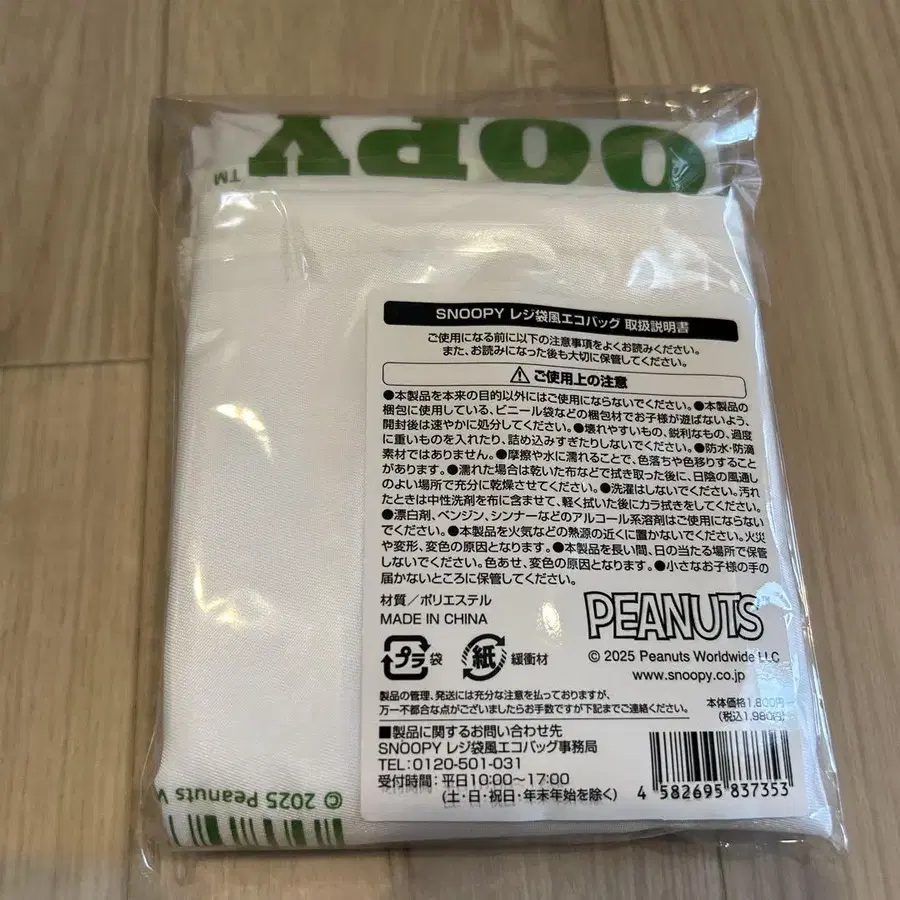 OOPY
TM
SNOOPY レジ袋風エコバッグ 取扱説明書
ご使用になる前に以下の注意事項をよくお読みください。
また、お読みになった後も大切に保管してください。
⚠ ご使用上の注意
●本製品を本来の目的以外にはご使用にならないでください。●本製品の
梱包に使用している、ビニール袋などの梱包材でお子様が遊ばないよう、
開封後は速やかに処分してください。●壊れやすいもの、鋭利なもの、過度
に重いものを入れたり、詰め込みすぎたりしないでください。●防水・防滴
素材ではありません。●摩擦や水に濡れることで、色落ちや色移りすること
があります。●濡れた場合は乾いた布などで拭き取った後に、日陰の風通し
のよい場所で充分に乾燥させてください。●洗濯はしないでください。汚れ
たときは中性洗剤を布に含ませて、軽く拭いた後にカラ拭きをしてください。
●漂白剤、ベンジン、シンナーなどのアルコール系溶剤はご使用にならない
でください。●本製品を火気などの熱源の近くに置かないでください。火災
や変形、変色の原因となります。●本製品を長い間、日の当たる場所で保管
しないでください。色あせ、変色の原因となります。●小さなお子様の手の
届かないところに保管してください。
材質／ポリエステル
MADE IN CHINA
PEANUTS
プラ 袋
紙 緩衝材
© 2025 Peanuts Worldwide LLC
www.snoopy.co.jp
製品の管理、発送には充分な注意を払っておりますが、
万一不都合な点がございましたらお手数ですが下記までご連絡ください。
本体価格1,800円
(税込1,980円)
■製品に関するお問い合わせ先
SNOOPY レジ袋風エコバッグ事務局
TEL:0120-501-031
受付時間：平日10:00～17:00
(土・日・祝日・年末年始を除く)
4 582695 837353
© 2025 Peanuts W